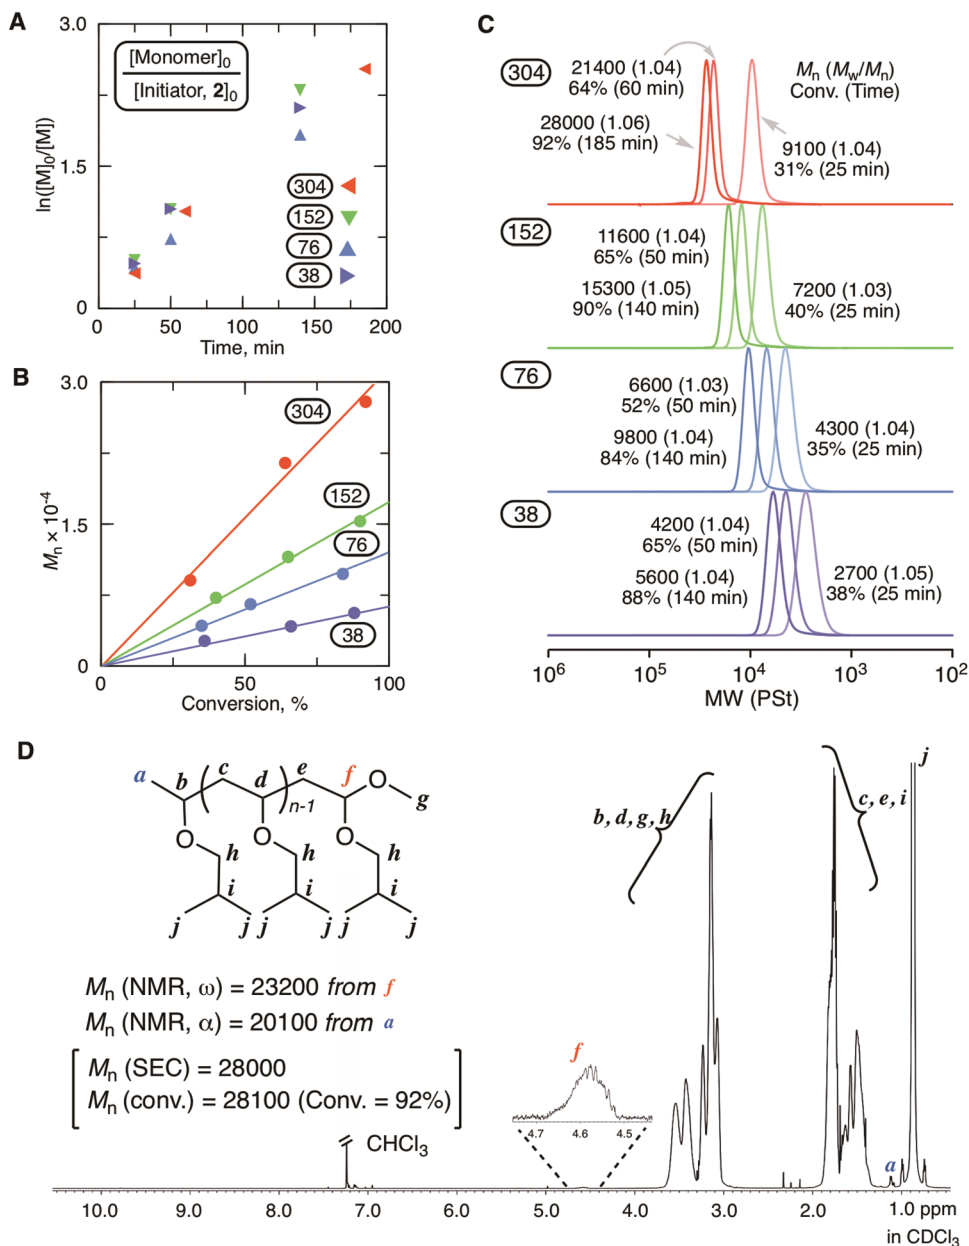 A
3.0
1.5
0
ln([M]0/[M])
[Monomer]0
[Initiator, 2]0
304
152
76
38
0
50
100
150
200
Time, min
B
3.0
1.5
0
Mn × 10-4
304
152
76
38
0
50
100
Conversion, %
C
304
21400 (1.04)
64% (60 min)
28000 (1.06)
92% (185 min)
Mn (Mw/Mn)
Conv. (Time)
9100 (1.04)
31% (25 min)
152
11600 (1.04)
65% (50 min)
15300 (1.05)
90% (140 min)
7200 (1.03)
40% (25 min)
76
6600 (1.03)
52% (50 min)
9800 (1.04)
84% (140 min)
4300 (1.04)
35% (25 min)
38
4200 (1.04)
65% (50 min)
5600 (1.04)
88% (140 min)
2700 (1.05)
38% (25 min)
106
105
104
103
102
MW (PSt)
D
a b c d e f O g
n-1
O O O
h h h
i i i
j j j j j j
Mn (NMR, ω) = 23200 from f
Mn (NMR, α) = 20100 from a
Mn (SEC) = 28000
Mn (conv.) = 28100 (Conv. = 92%)
CHCl3
f
4.7 4.6 4.5
b, d, g, h
c, e, i
j
a
10.0 9.0 8.0 7.0 6.0 5.0 4.0 3.0 2.0 1.0 ppm
in CDCl3